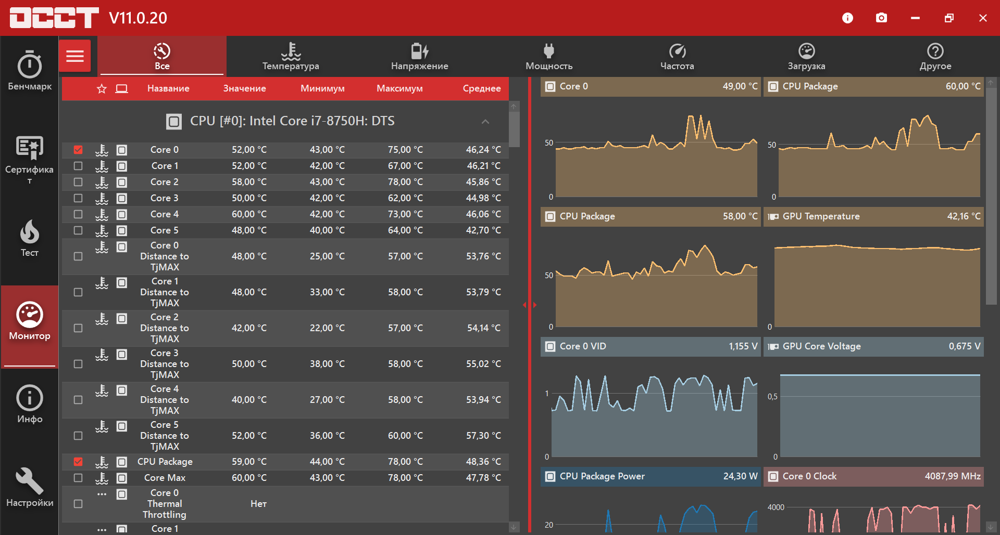 OCCT V11.0.20
Бенчмарк
Сертифика
т
Тест
Монитор
Инфо
Настройки
Все
Температура
Напряжение
Мощность
Частота
Загрузка
Другое
Название Значение Минимум Максимум Среднее
CPU [#0]: Intel Core i7-8750H: DTS
Core 0 52,00 °C 43,00 °C 75,00 °C 46,24 °C
Core 1 52,00 °C 42,00 °C 67,00 °C 46,21 °C
Core 2 58,00 °C 43,00 °C 78,00 °C 45,86 °C
Core 3 50,00 °C 42,00 °C 62,00 °C 44,98 °C
Core 4 60,00 °C 42,00 °C 73,00 °C 46,06 °C
Core 5 48,00 °C 40,00 °C 64,00 °C 42,70 °C
Core 0
Distance to 48,00 °C 25,00 °C 57,00 °C 53,76 °C
TjMAX
Core 1
Distance to 48,00 °C 33,00 °C 58,00 °C 53,79 °C
TjMAX
Core 2
Distance to 42,00 °C 22,00 °C 57,00 °C 54,14 °C
TjMAX
Core 3
Distance to 50,00 °C 38,00 °C 58,00 °C 55,02 °C
TjMAX
Core 4
Distance to 40,00 °C 27,00 °C 58,00 °C 53,94 °C
TjMAX
Core 5
Distance to 52,00 °C 36,00 °C 60,00 °C 57,30 °C
TjMAX
CPU Package 59,00 °C 44,00 °C 78,00 °C 48,36 °C
Core Max 60,00 °C 43,00 °C 78,00 °C 47,78 °C
Core 0
Thermal Нет
Throttling
Core 1
Core 0 49,00 °C
50
0
CPU Package 60,00 °C
50
0
CPU Package 58,00 °C
50
0
GPU Temperature 42,16 °C
0
Core 0 VID 1,155 V
1
0
GPU Core Voltage 0,675 V
0,5
0
CPU Package Power 24,30 W
20
Core 0 Clock 4087,99 MHz
4000